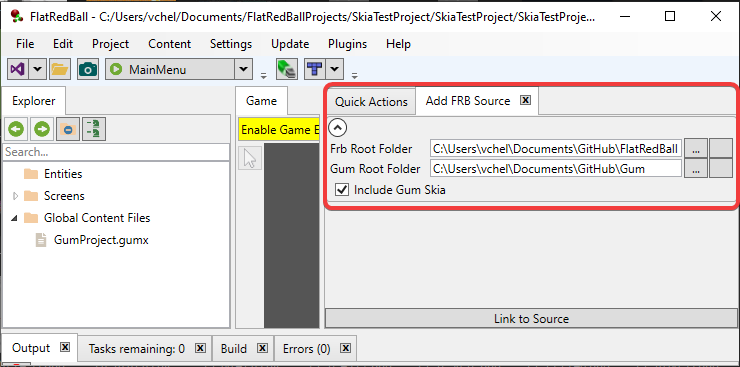 FlatRedBall - C:/Users/vchel/Documents/FlatRedBallProjects/SkiaTestProject/SkiaTestProject/SkiaTestProje...
File Edit Project Content Settings Update Plugins Help
MainMenu
Explorer
Game
Quick Actions
Add FRB Source
Enable Game E
Search...
Frb Root Folder
C:\Users\vchel\Documents\GitHub\FlatRedBall
...
Gum Root Folder
C:\Users\vchel\Documents\GitHub\Gum
...
Include Gum Skia
Entities
Screens
Global Content Files
GumProject.gumx
Link to Source
Output
Tasks remaining: 0
Build
Errors (0)